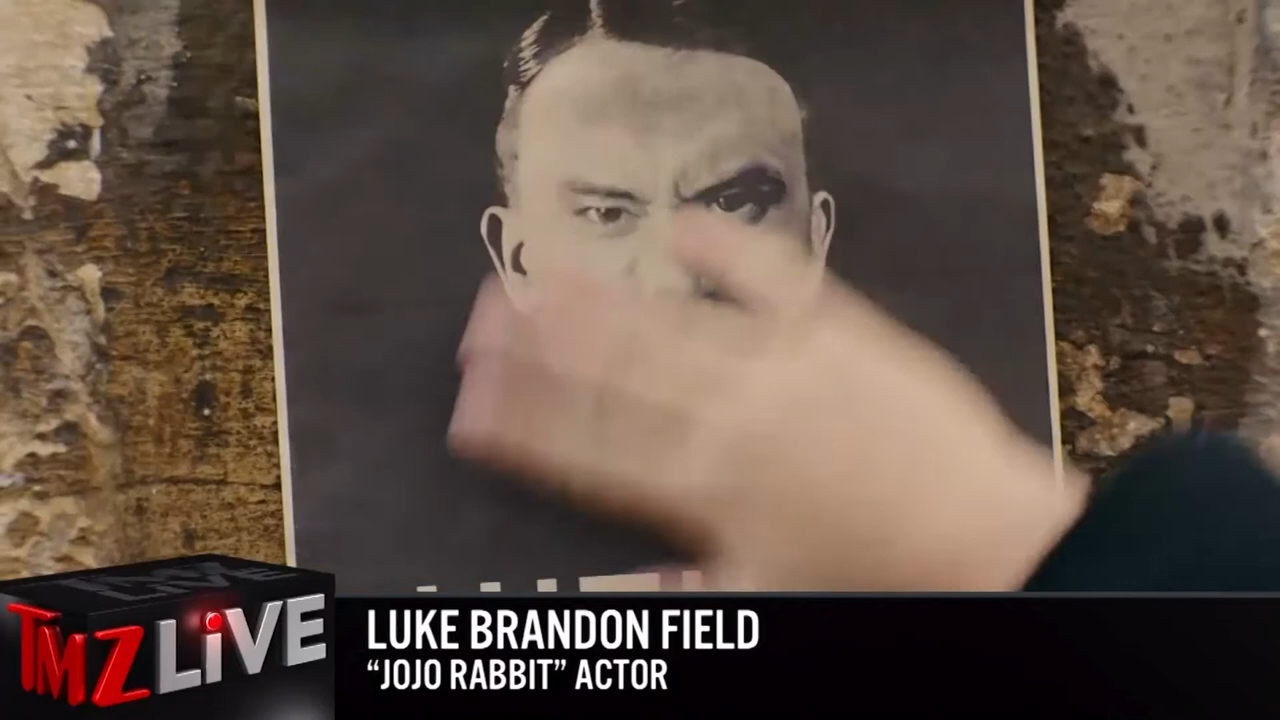 TMZ LiVE
LUKE BRANDON FIELD
“JOJO RABBIT” ACTOR